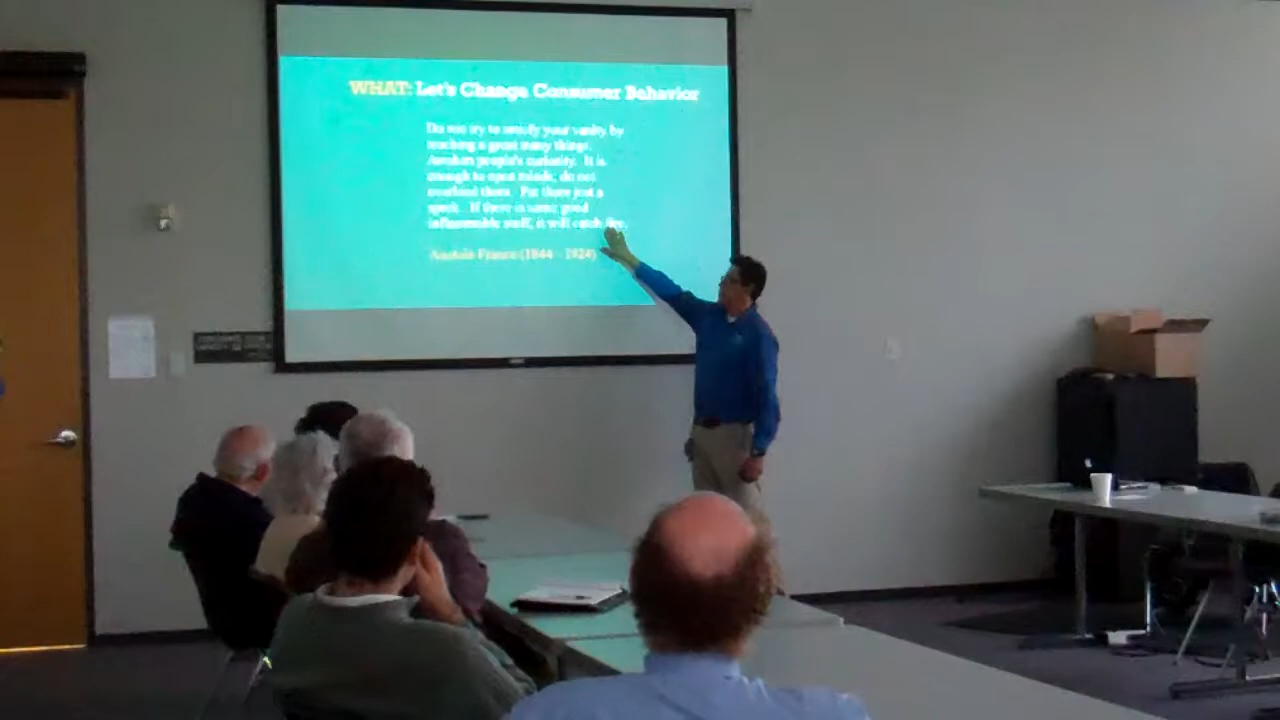 WHAT: Let's Change Consumer Behavior
Do not try to satisfy your vanity by
teaching a great many things.
Awaken people's curiosity. It is
enough to open minds; do not
overload them. Put there just a
spark. If there is some good
inflammable stuff, it will catch fire.
Anatole France (1844 - 1924)